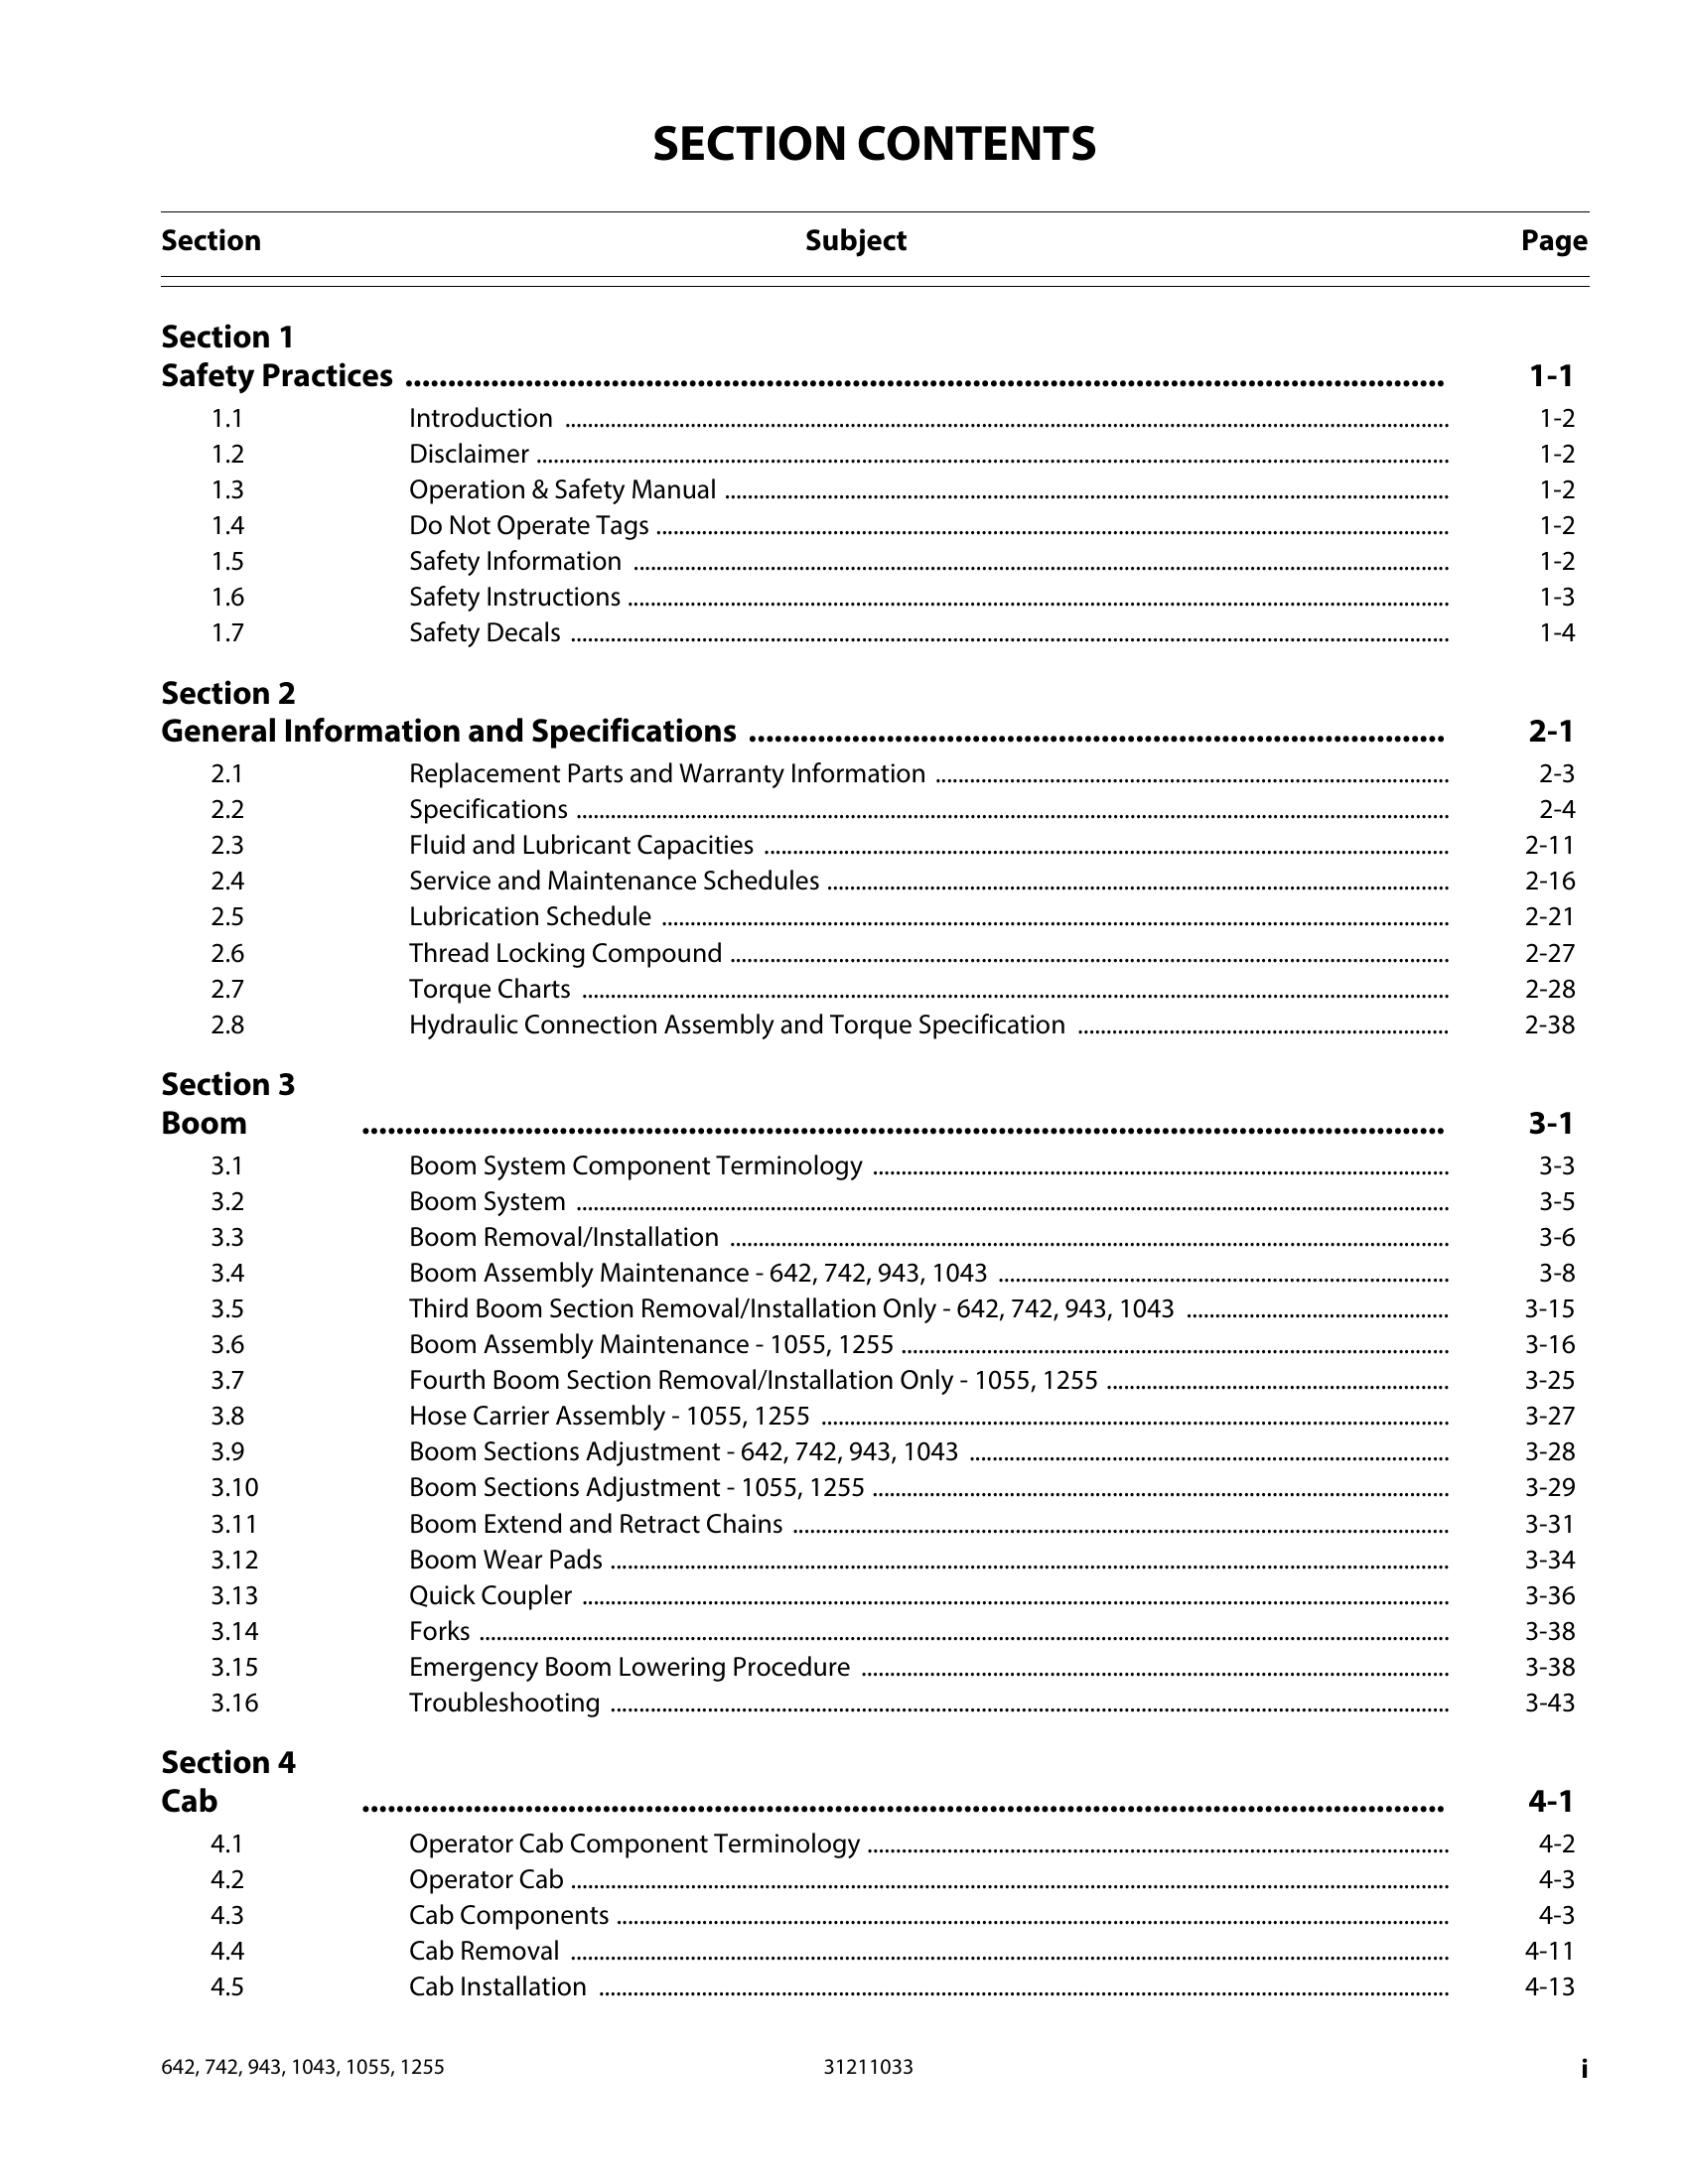 SECTION CONTENTS
Section Subject Page
Section 1
Safety Practices ........................................ 1-1
1.1 Introduction ........................................ 1-2
1.2 Disclaimer ........................................ 1-2
1.3 Operation & Safety Manual ........................................ 1-2
1.4 Do Not Operate Tags ........................................ 1-2
1.5 Safety Information ........................................ 1-2
1.6 Safety Instructions ........................................ 1-3
1.7 Safety Decals ........................................ 1-4
Section 2
General Information and Specifications ........................................ 2-1
2.1 Replacement Parts and Warranty Information ........................................ 2-3
2.2 Specifications ........................................ 2-4
2.3 Fluid and Lubricant Capacities ........................................ 2-11
2.4 Service and Maintenance Schedules ........................................ 2-16
2.5 Lubrication Schedule ........................................ 2-21
2.6 Thread Locking Compound ........................................ 2-27
2.7 Torque Charts ........................................ 2-28
2.8 Hydraulic Connection Assembly and Torque Specification ........................................ 2-38
Section 3
Boom ........................................ 3-1
3.1 Boom System Component Terminology ........................................ 3-3
3.2 Boom System ........................................ 3-5
3.3 Boom Removal/Installation ........................................ 3-6
3.4 Boom Assembly Maintenance - 642, 742, 943, 1043 ........................................ 3-8
3.5 Third Boom Section Removal/Installation Only - 642, 742, 943, 1043 ........................................ 3-15
3.6 Boom Assembly Maintenance - 1055, 1255 ........................................ 3-16
3.7 Fourth Boom Section Removal/Installation Only - 1055, 1255 ........................................ 3-25
3.8 Hose Carrier Assembly - 1055, 1255 ........................................ 3-27
3.9 Boom Sections Adjustment - 642, 742, 943, 1043 ........................................ 3-28
3.10 Boom Sections Adjustment - 1055, 1255 ........................................ 3-29
3.11 Boom Extend and Retract Chains ........................................ 3-31
3.12 Boom Wear Pads ........................................ 3-34
3.13 Quick Coupler ........................................ 3-36
3.14 Forks ........................................ 3-38
3.15 Emergency Boom Lowering Procedure ........................................ 3-38
3.16 Troubleshooting ........................................ 3-43
Section 4
Cab ........................................ 4-1
4.1 Operator Cab Component Terminology ........................................ 4-2
4.2 Operator Cab ........................................ 4-3
4.3 Cab Components ........................................ 4-3
4.4 Cab Removal ........................................ 4-11
4.5 Cab Installation ........................................ 4-13
642, 742, 943, 1043, 1055, 1255 31211033 i